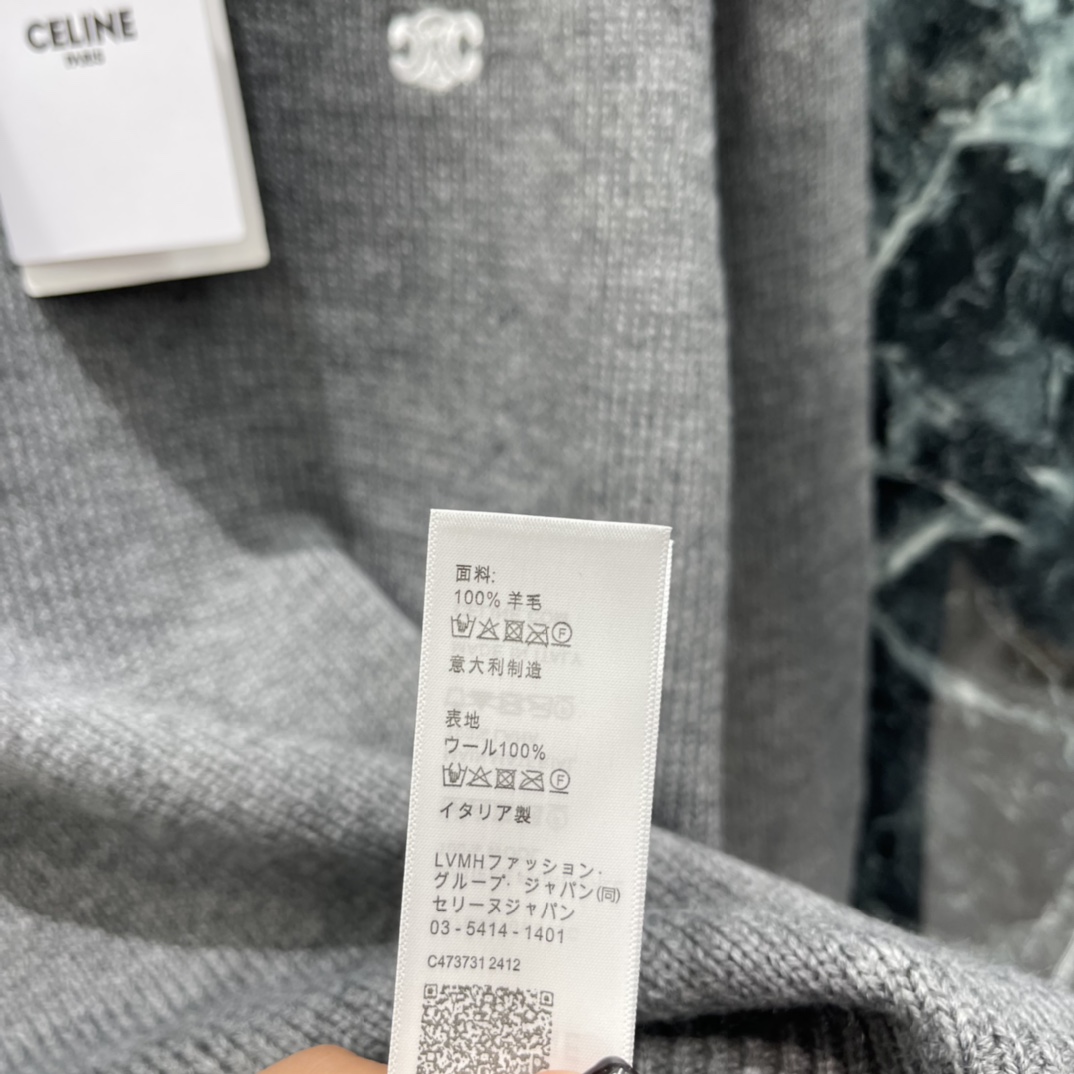 CELINE
PARIS
面料:
100% 羊毛
F
意大利制造
表地
ウール100%
F
イタリア製
LVMHファッション・
グループ・ジャパン(同)
セリーヌジャパン
03-5414-1401
C473731 2412